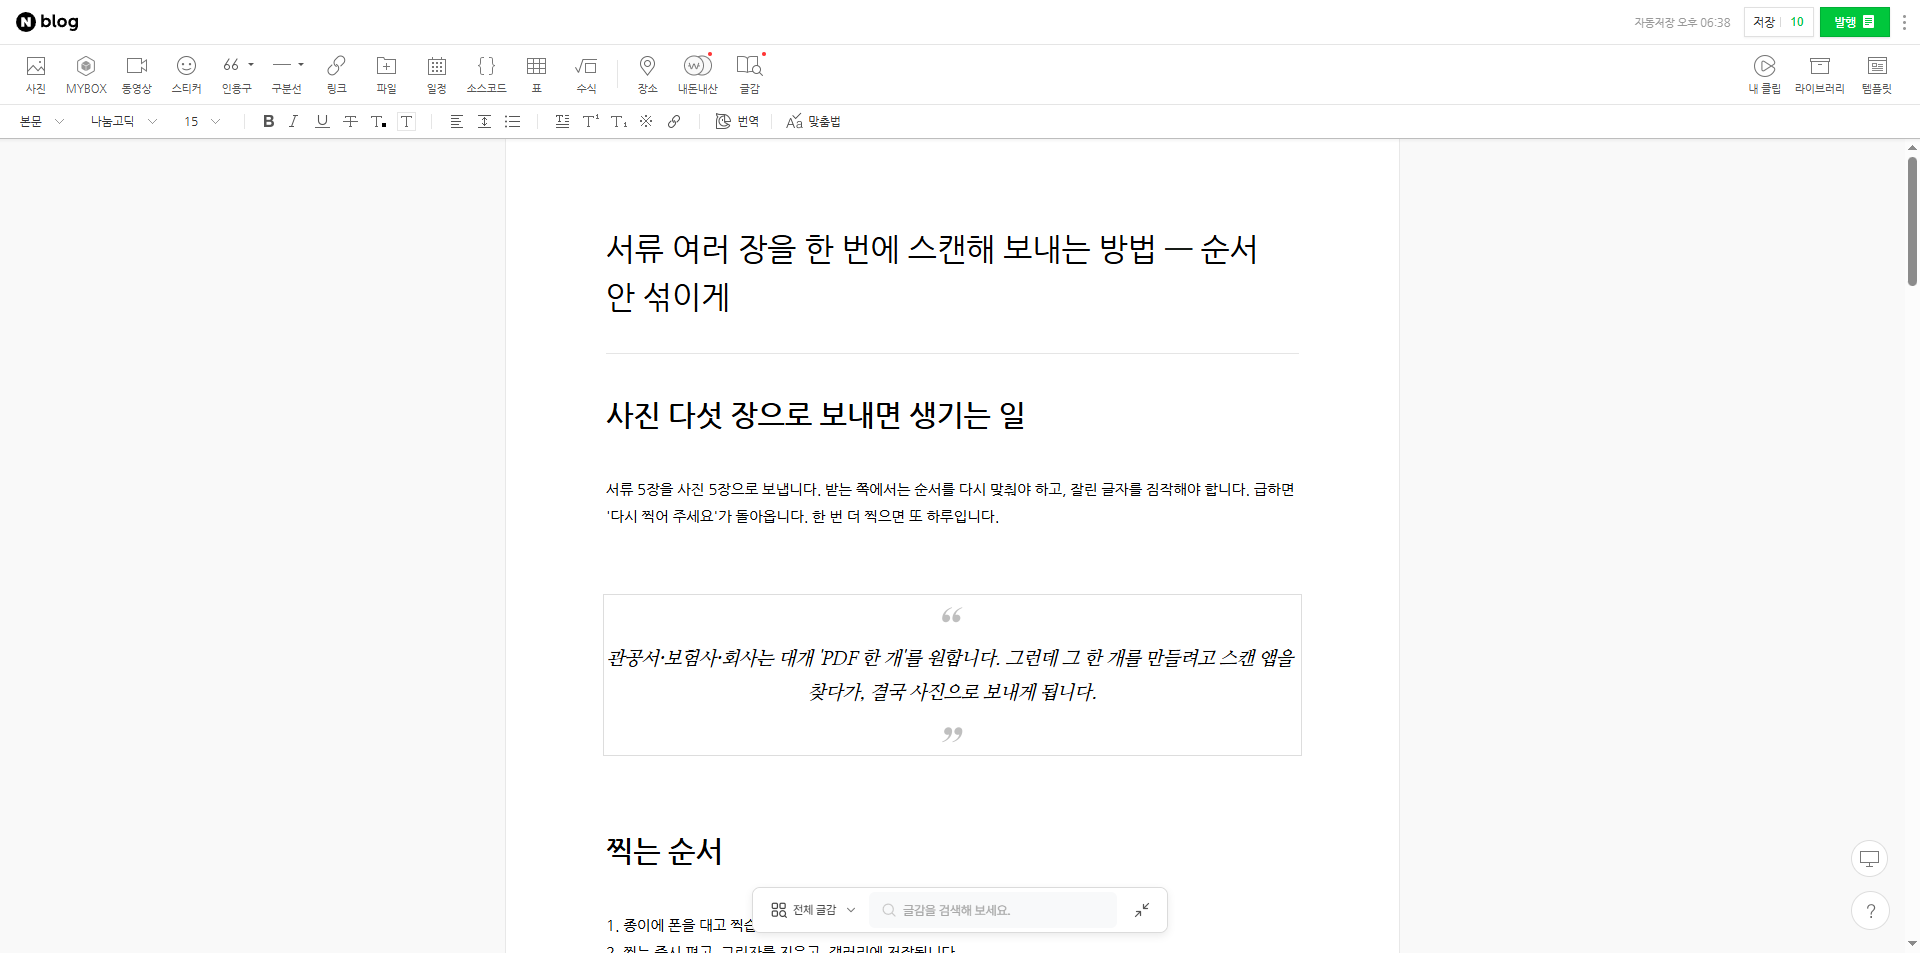 blog
자동저장 오후 06:38
저장 10
발행
사진 MYBOX 동영상 스티커 인용구 구분선 링크 파일 일정 소스코드 표 수식 장소 내돈내산 글감 내 클립 라이브러리 템플릿
본문 나눔고딕 15 번역 맞춤법
서류 여러 장을 한 번에 스캔해 보내는 방법 — 순서
안 섞이게
사진 다섯 장으로 보내면 생기는 일
서류 5장을 사진 5장으로 보냅니다. 받는 쪽에서는 순서를 다시 맞춰야 하고, 잘린 글자를 짐작해야 합니다. 급하면
'다시 찍어 주세요'가 돌아옵니다. 한 번 더 찍으면 또 하루입니다.
“
관공서·보험사·회사는 대개 'PDF 한 개'를 원합니다. 그런데 그 한 개를 만들려고 스캔 앱을
찾다가, 결국 사진으로 보내게 됩니다.
”
찍는 순서
1. 종이에 폰을 대고
전체 글감 글감을 검색해 보세요.